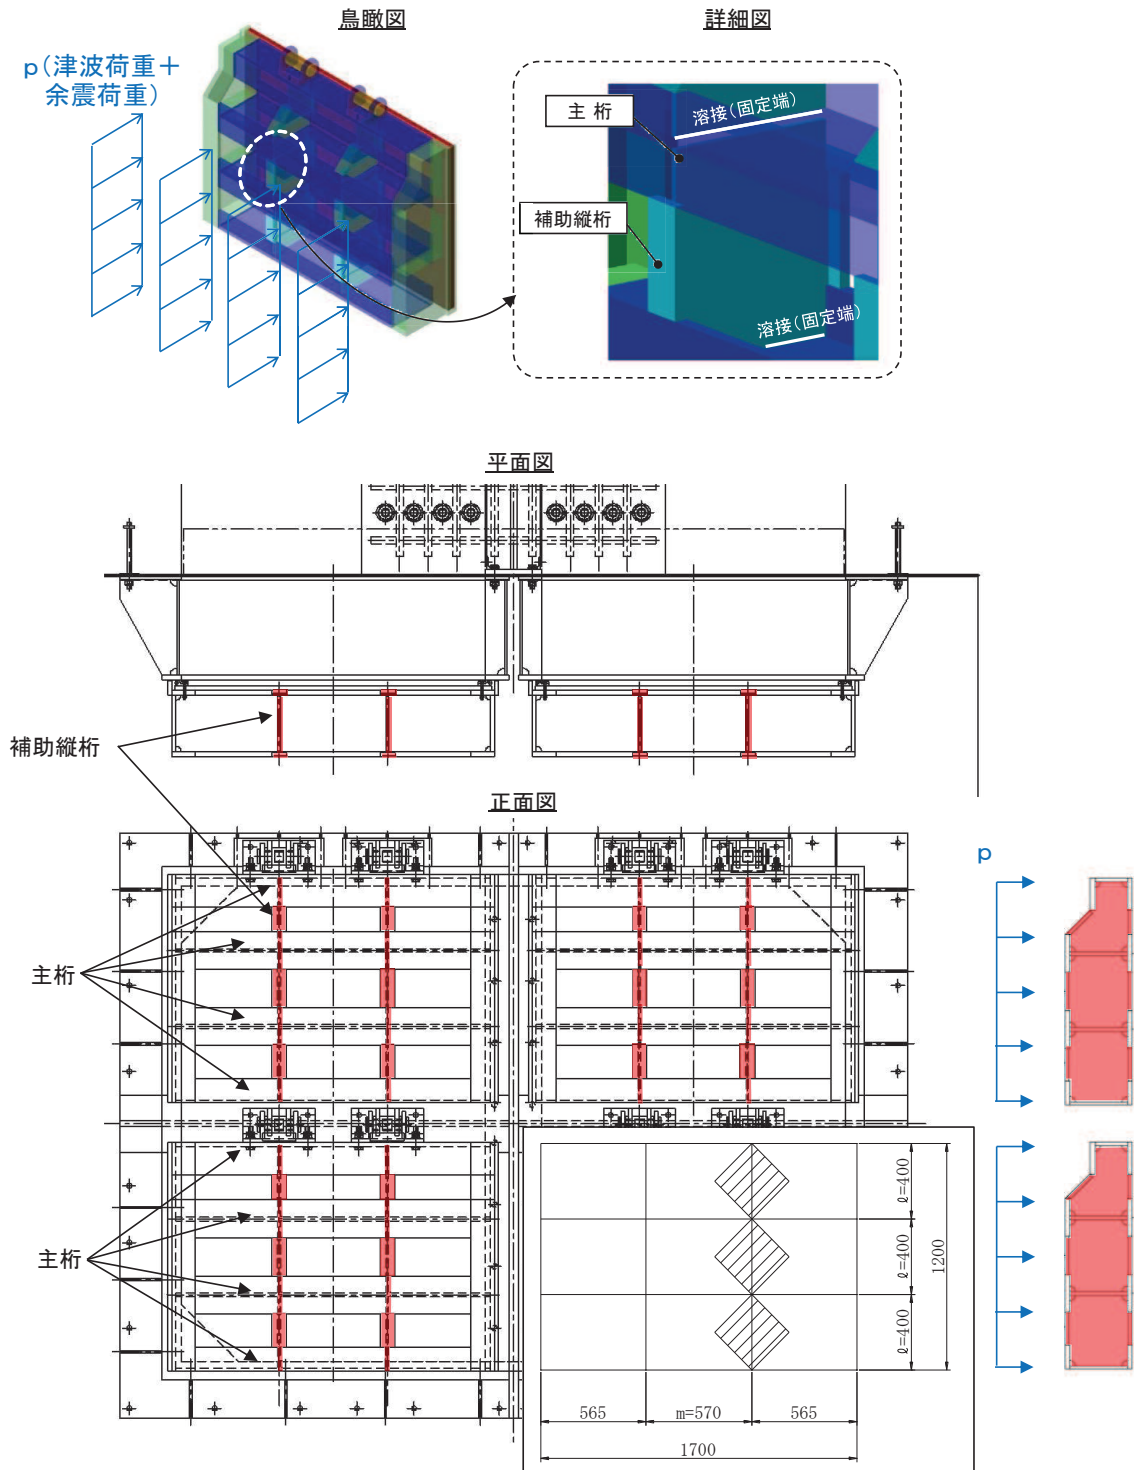 鳥瞰図
詳細図
p(津波荷重＋
余震荷重)
主 桁
溶接(固定端)
補助縦桁
溶接(固定端)
平面図
補助縦桁
正面図
p
主桁
主桁
ℓ=400
ℓ=400
ℓ=400
1200
565
m=570
565
1700